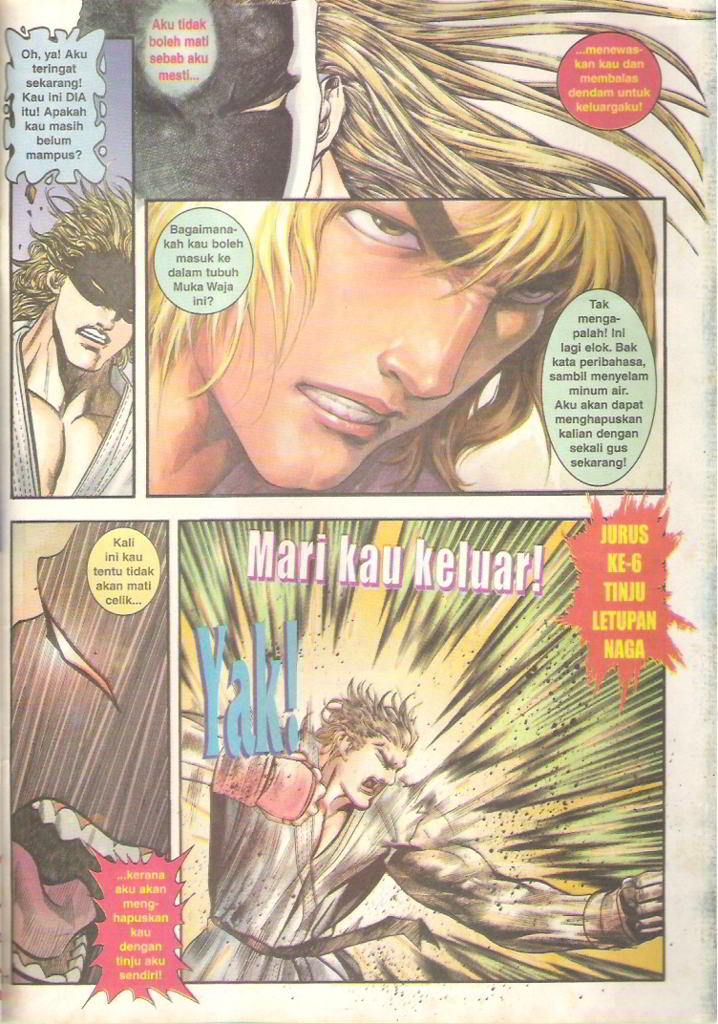 Aku tidak
boleh mati
sebab aku
mesti...
...menewas-
kan kau dan
membalas
dendam untuk
keluargaku!
Oh, ya! Aku
teringat
sekarang!
Kau ini DIA
itu! Apakah
kau masih
belum
mampus?
Bagaimana-
kah kau boleh
masuk ke
dalam tubuh
Muka Waja
ini?
Tak
menga-
palah! Ini
lagi elok. Bak
kata peribahasa,
sambil menyelam
minum air.
Aku akan dapat
menghapuskan
kalian dengan
sekali gus
sekarang!
Kali
ini kau
tentu tidak
akan mati
celik...
...kerana
aku akan
meng-
hapuskan
kau
dengan
tinju aku
sendiri!
Mari kau keluar!
Yak!
JURUS
KE-6
TINJU
LETUPAN
NAGA